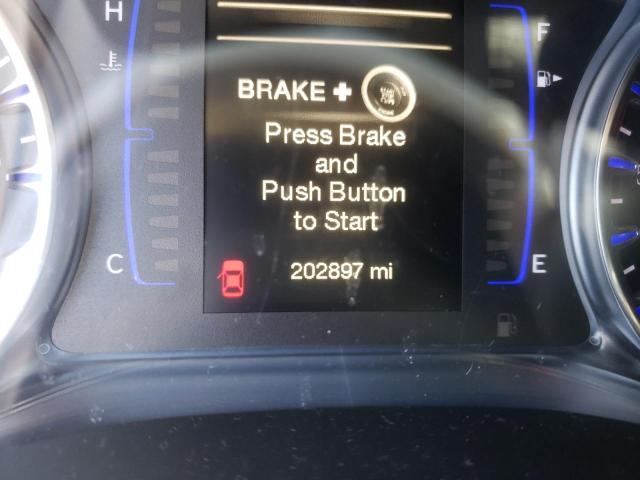 H
F
BRAKE +
Press Brake
and
Push Button
to Start
C
202897 mi
E